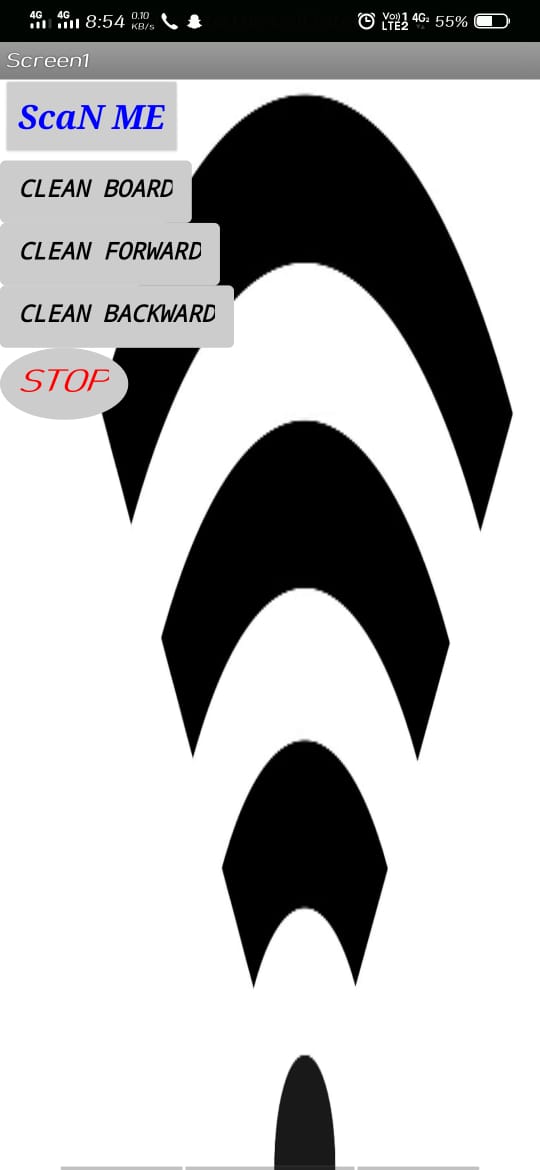 4G 4G 8:54 0.10 KB/s Vo)) 1 LTE2 4G 55%
Screen1
ScaN ME
CLEAN BOARD
CLEAN FORWARD
CLEAN BACKWARD
STOP